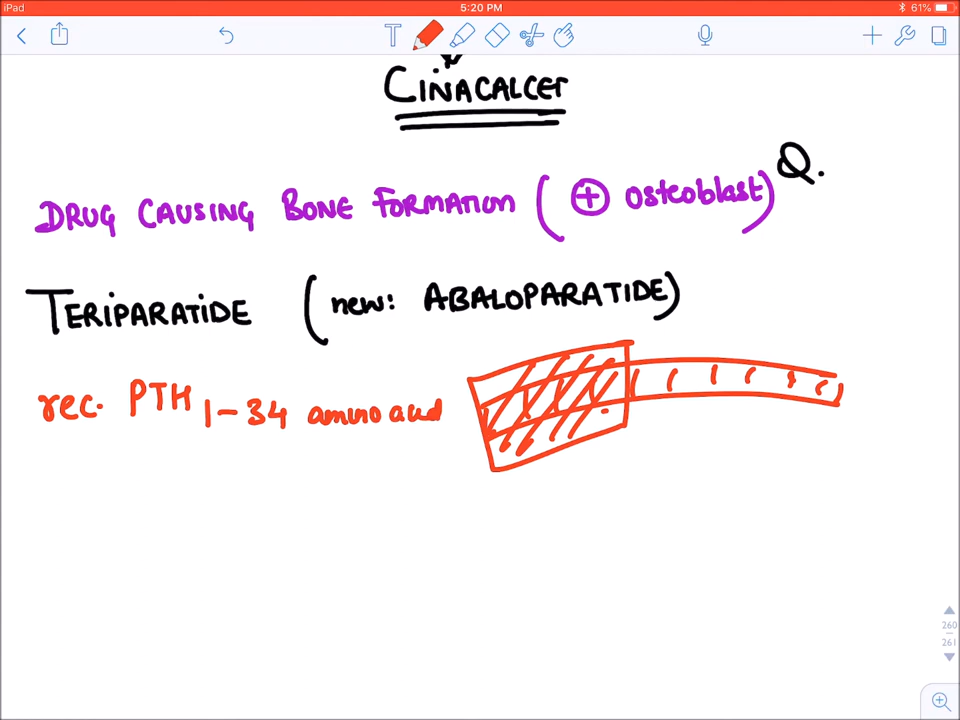 iPad 5:20 PM 61%
T
CINACALCET
DRUG CAUSING BONE FORMATION ( ⊕ osteoblast) Q.
TERIPARATIDE (new: ABALOPARATIDE)
rec. PTH 1-34 amino acid
260
261